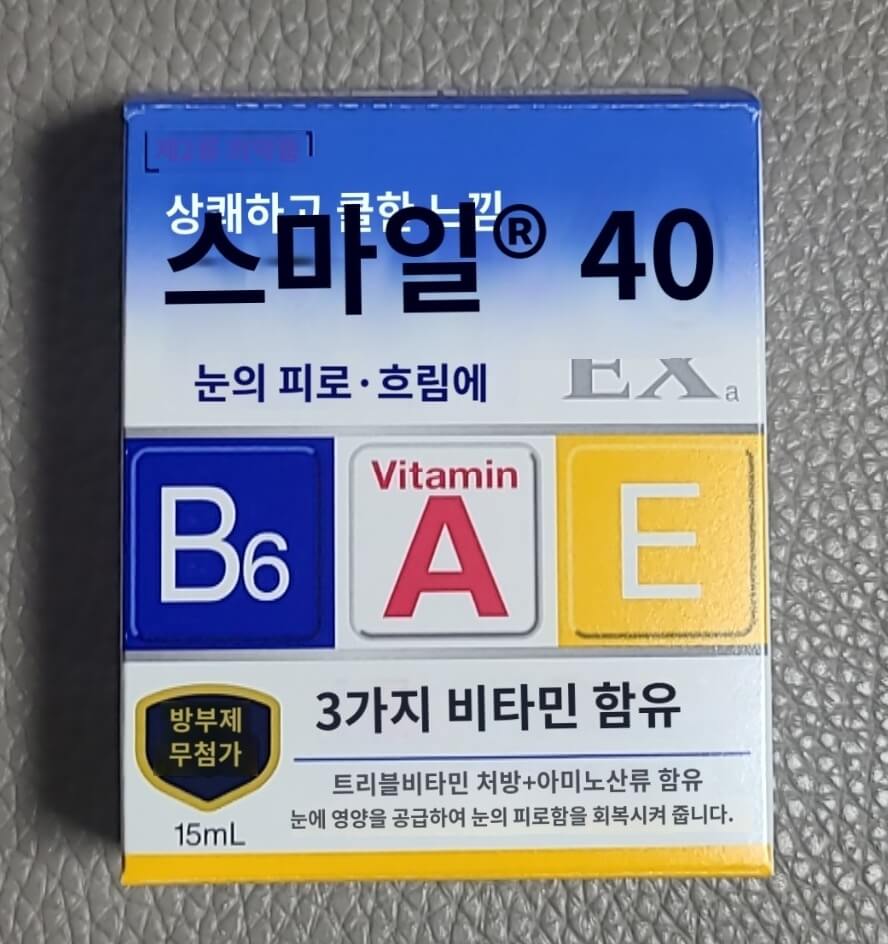 상쾌하고 쿨한 느낌
스마일® 40
눈의 피로·흐림에
EXa
B6
Vitamin
A
E
방부제
무첨가
3가지 비타민 함유
트리블비타민 처방+아미노산류 함유
눈에 영양을 공급하여 눈의 피로함을 회복시켜 줍니다.
15mL